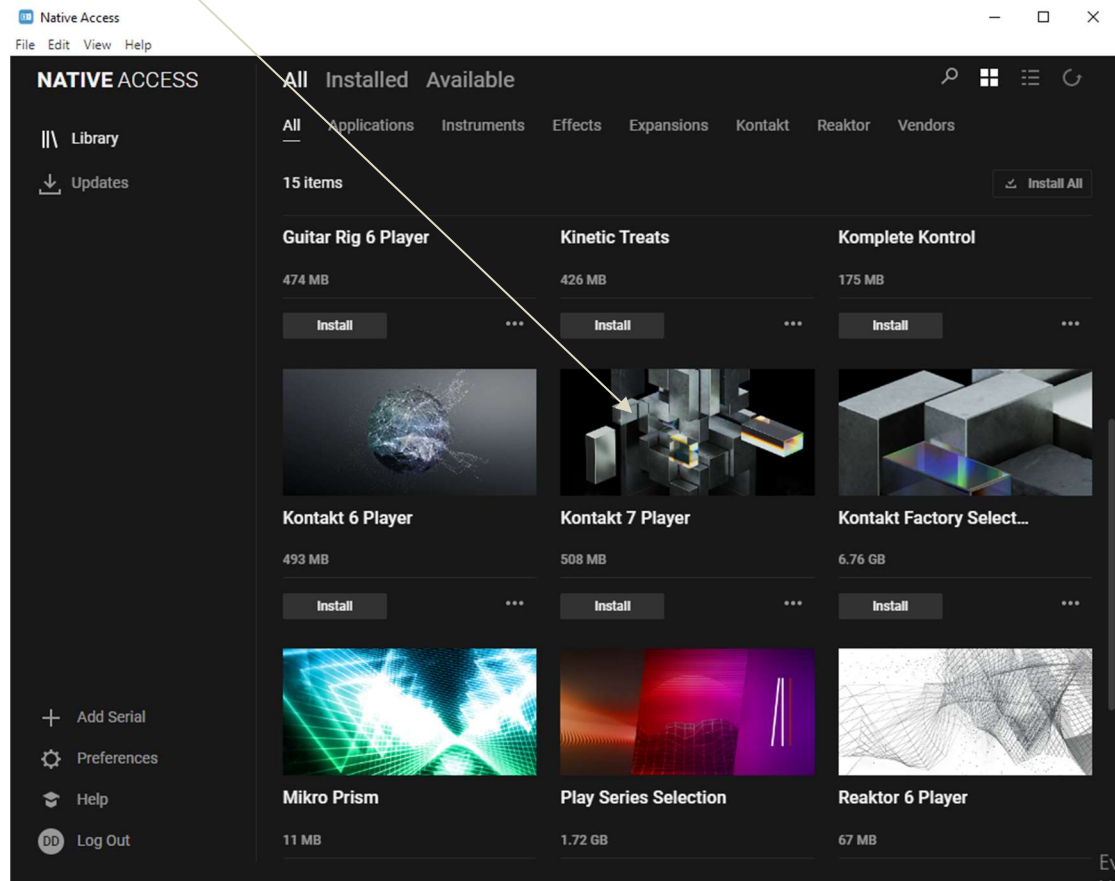 Native Access
File Edit View Help
NATIVE ACCESS
All Installed Available
Library
All Applications Instruments Effects Expansions Kontakt Reaktor Vendors
Updates
15 items
Install All
Guitar Rig 6 Player
Kinetic Treats
Komplete Kontrol
474 MB
426 MB
175 MB
Install
Install
Install
Kontakt 6 Player
Kontakt 7 Player
Kontakt Factory Select...
493 MB
508 MB
6.76 GB
Install
Install
Install
Mikro Prism
Play Series Selection
Reaktor 6 Player
11 MB
1.72 GB
67 MB
Add Serial
Preferences
Help
DD Log Out